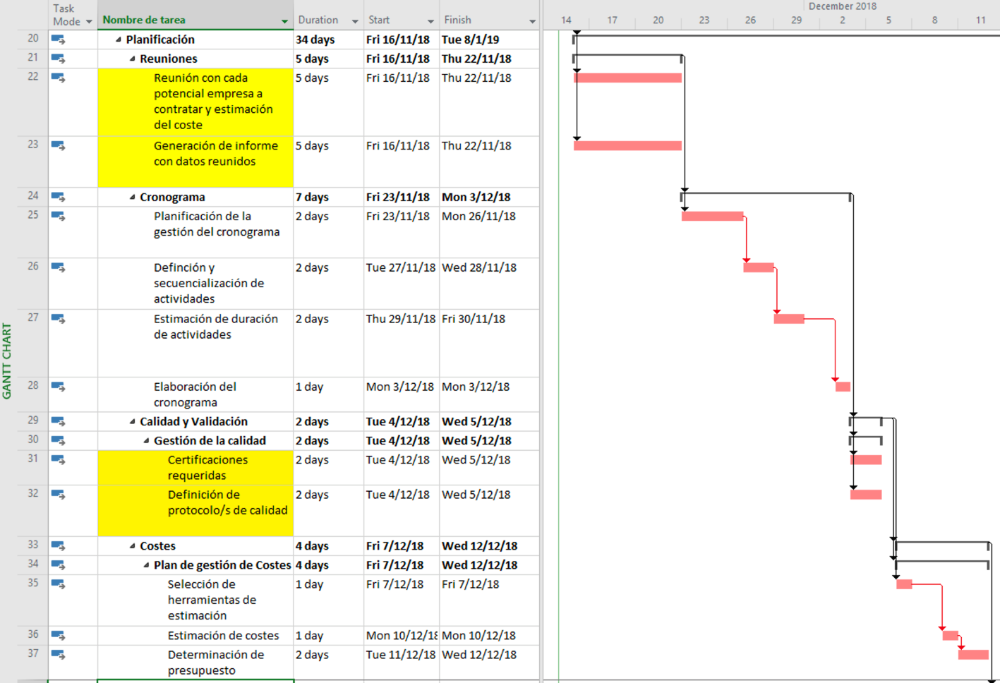 December 2018
Task
Mode
Nombre de tarea
Duration
Start
Finish
14 17 20 23 26 29 2 5 8 11
20 Planificación 34 days Fri 16/11/18 Tue 8/1/19
21 Reuniones 5 days Fri 16/11/18 Thu 22/11/18
22 Reunión con cada 5 days Fri 16/11/18 Thu 22/11/18
potencial empresa a
contratar y estimación
del coste
23 Generación de informe 5 days Fri 16/11/18 Thu 22/11/18
con datos reunidos
24 Cronograma 7 days Fri 23/11/18 Mon 3/12/18
25 Planificación de la 2 days Fri 23/11/18 Mon 26/11/18
gestión del cronograma
26 Definción y 2 days Tue 27/11/18 Wed 28/11/18
secuencialización de
actividades
27 Estimación de duración 2 days Thu 29/11/18 Fri 30/11/18
de actividades
28 Elaboración del 1 day Mon 3/12/18 Mon 3/12/18
cronograma
29 Calidad y Validación 2 days Tue 4/12/18 Wed 5/12/18
30 Gestión de la calidad 2 days Tue 4/12/18 Wed 5/12/18
31 Certificaciones 2 days Tue 4/12/18 Wed 5/12/18
requeridas
32 Definición de 2 days Tue 4/12/18 Wed 5/12/18
protocolo/s de calidad
33 Costes 4 days Fri 7/12/18 Wed 12/12/18
34 Plan de gestión de Costes 4 days Fri 7/12/18 Wed 12/12/18
35 Selección de 1 day Fri 7/12/18 Fri 7/12/18
herramientas de
estimación
36 Estimación de costes 1 day Mon 10/12/18 Mon 10/12/18
37 Determinación de 2 days Tue 11/12/18 Wed 12/12/18
presupuesto
GANTT CHART